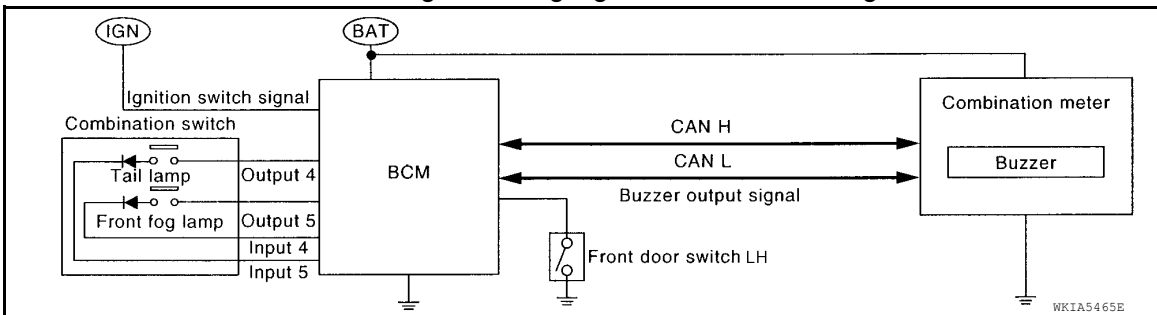 IGN
BAT
Ignition switch signal
Combination switch
Tail lamp
Output 4
Front fog lamp
Output 5
Input 4
Input 5
BCM
CAN H
CAN L
Buzzer output signal
Front door switch LH
Combination meter
Buzzer
WKIA5465E